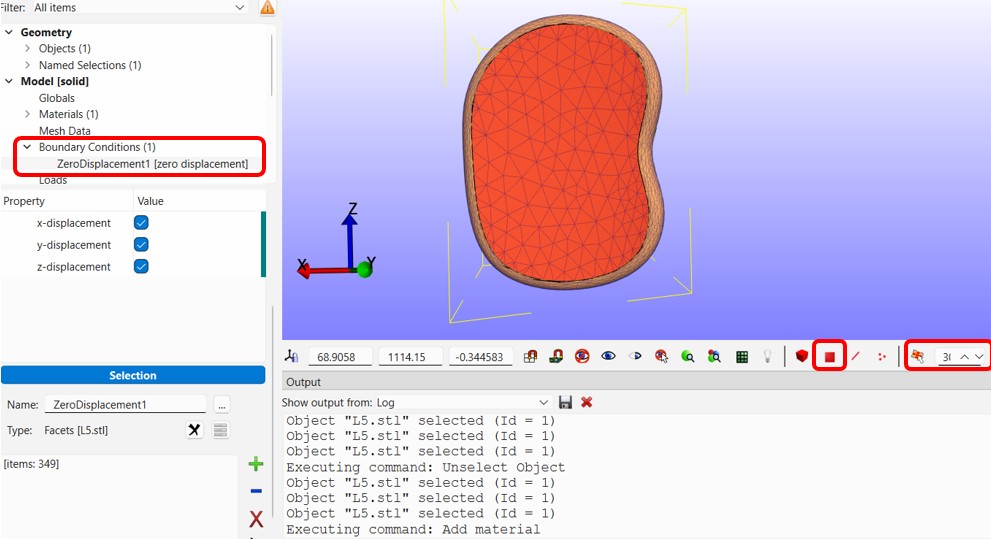 Filter: All items
Geometry
Objects (1)
Named Selections (1)
Model [solid]
Globals
Materials (1)
Mesh Data
Boundary Conditions (1)
ZeroDisplacement1 [zero displacement]
Loads
Property Value
x-displacement
y-displacement
z-displacement
Selection
Name: ZeroDisplacement1 ...
Type: Facets [L5.stl]
[items: 349]
Z
X
Y
68.9058 1114.15 -0.344583
Output
Show output from: Log
Object "L5.stl" selected (Id = 1)
Object "L5.stl" selected (Id = 1)
Object "L5.stl" selected (Id = 1)
Executing command: Unselect Object
Object "L5.stl" selected (Id = 1)
Object "L5.stl" selected (Id = 1)
Object "L5.stl" selected (Id = 1)
Executing command: Add material